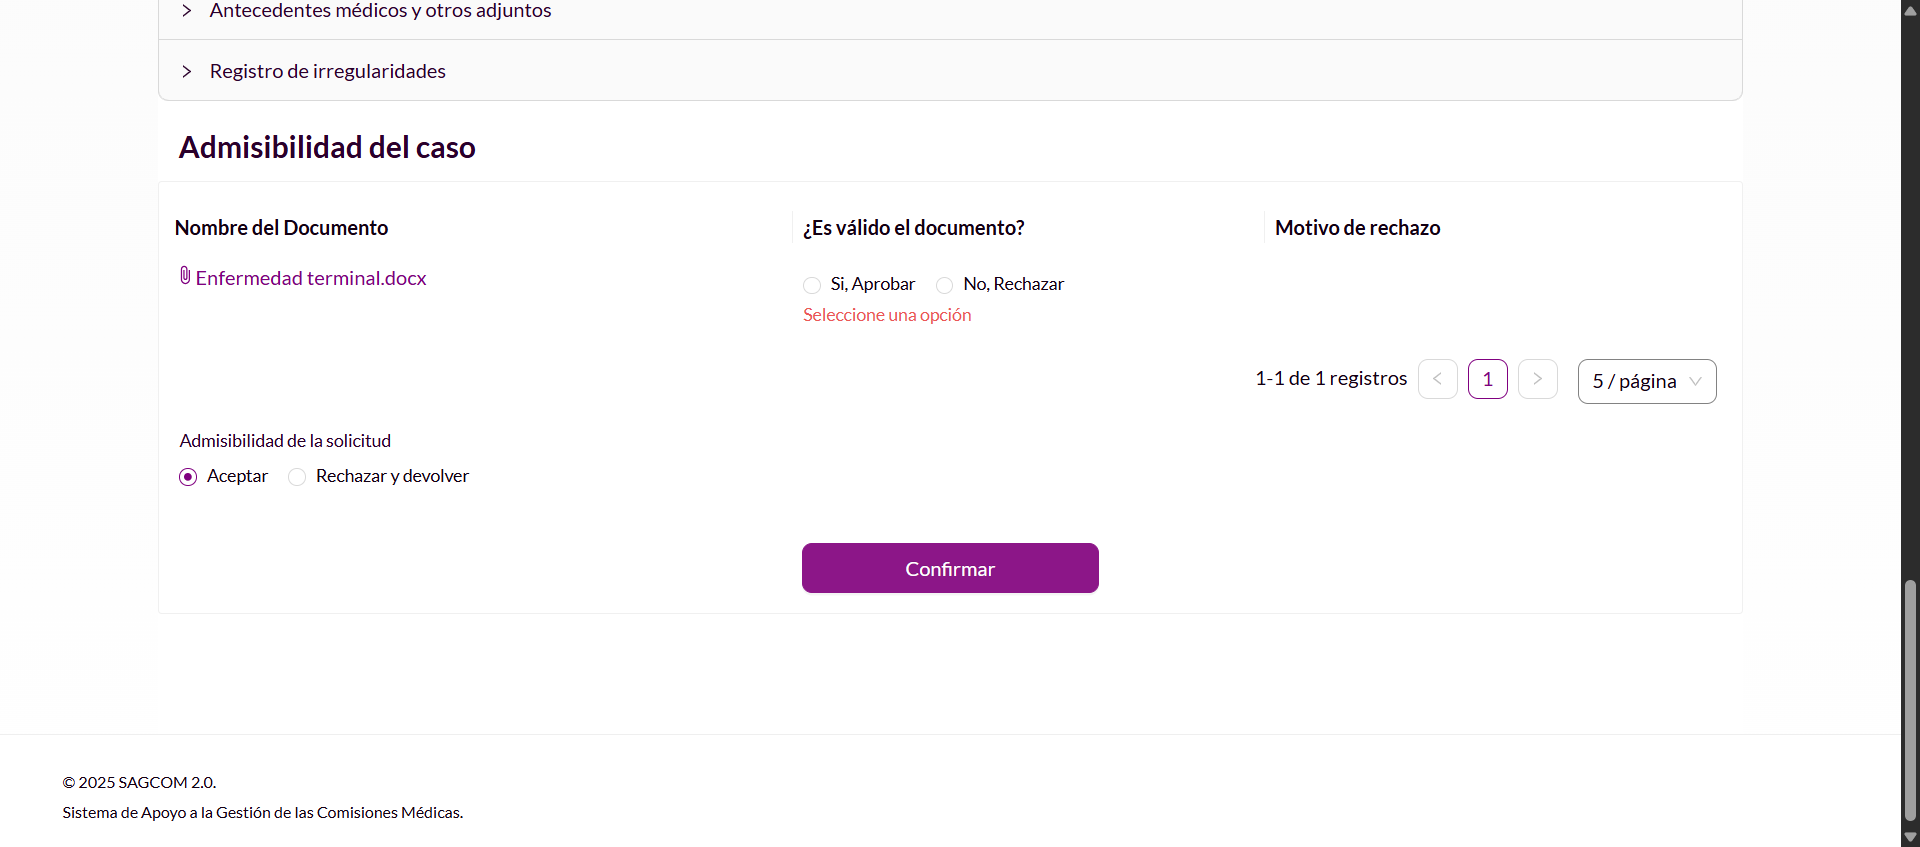 Antecedentes médicos y otros adjuntos
Registro de irregularidades
Admisibilidad del caso
Nombre del Documento
¿Es válido el documento?
Motivo de rechazo
Enfermedad terminal.docx
Si, Aprobar
No, Rechazar
Seleccione una opción
1-1 de 1 registros
1
5 / página
Admisibilidad de la solicitud
Aceptar
Rechazar y devolver
Confirmar
© 2025 SAGCOM 2.0.
Sistema de Apoyo a la Gestión de las Comisiones Médicas.